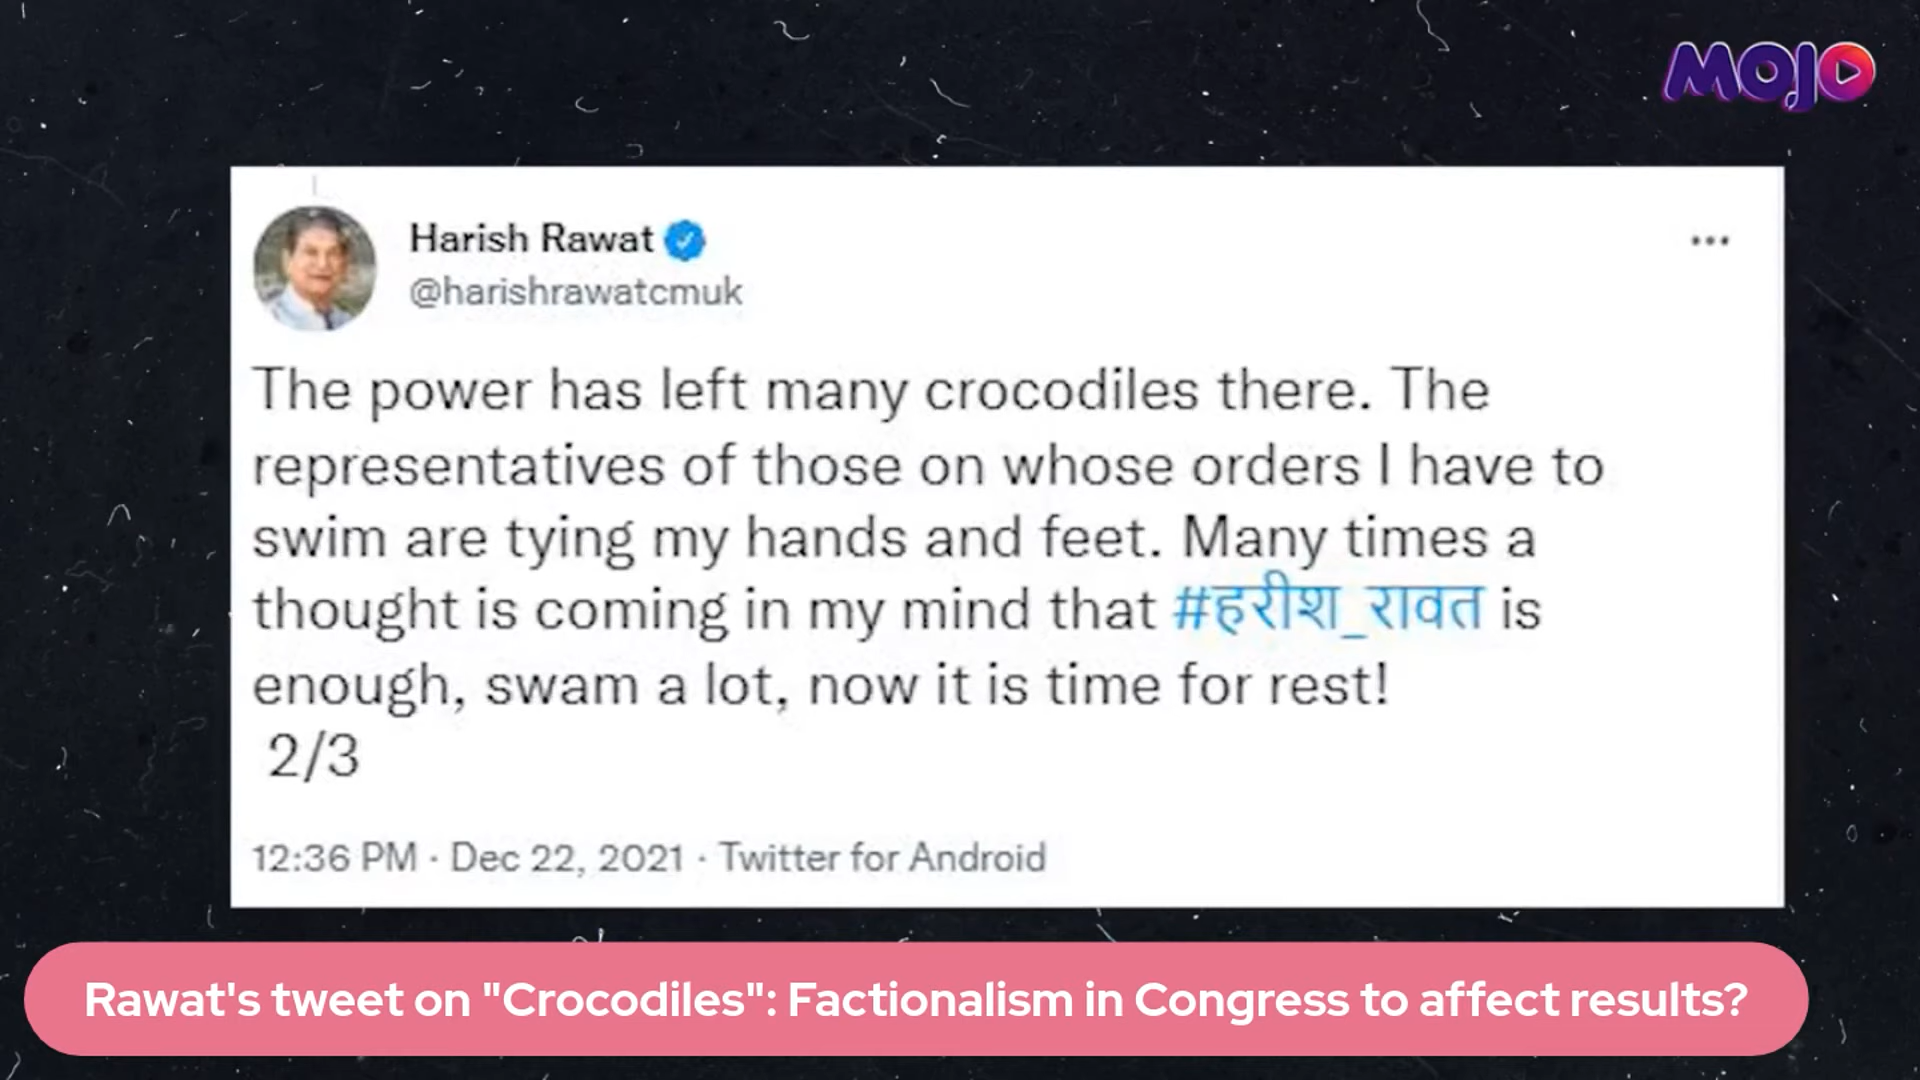 MOJO
Harish Rawat
@harishrawatcmuk
The power has left many crocodiles there. The
representatives of those on whose orders I have to
swim are tying my hands and feet. Many times a
thought is coming in my mind that #हरीश_रावत is
enough, swam a lot, now it is time for rest!
2/3
12:36 PM · Dec 22, 2021 · Twitter for Android
Rawat's tweet on "Crocodiles": Factionalism in Congress to affect results?